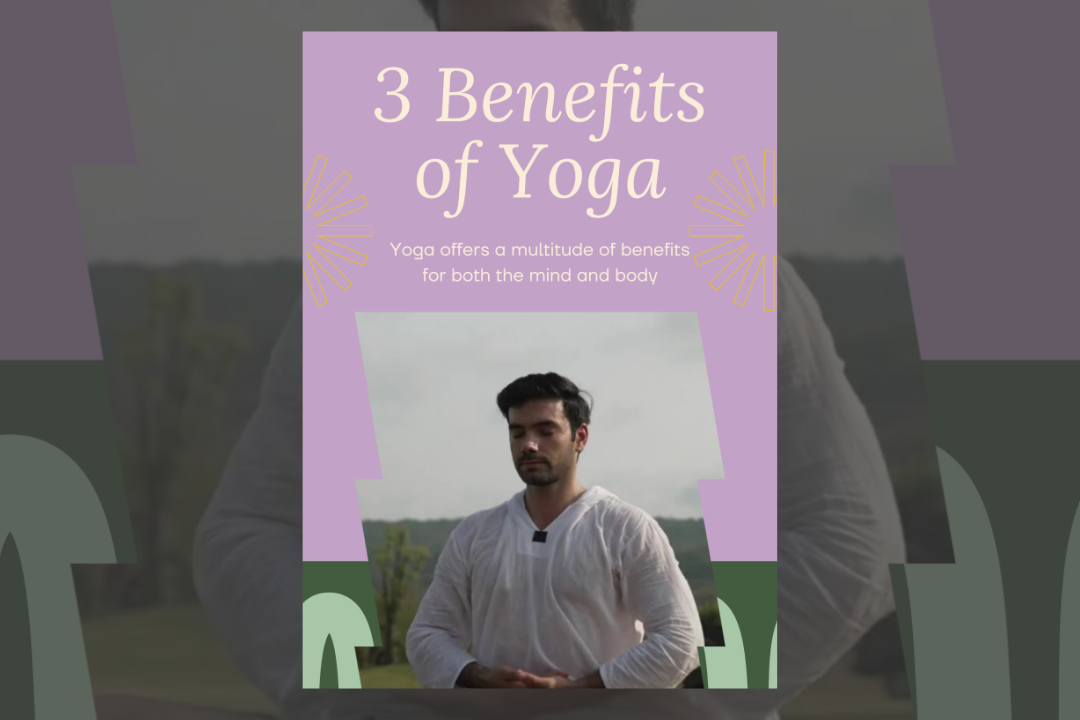 3 Benefits
of Yoga
Yoga offers a multitude of benefits
for both the mind and body